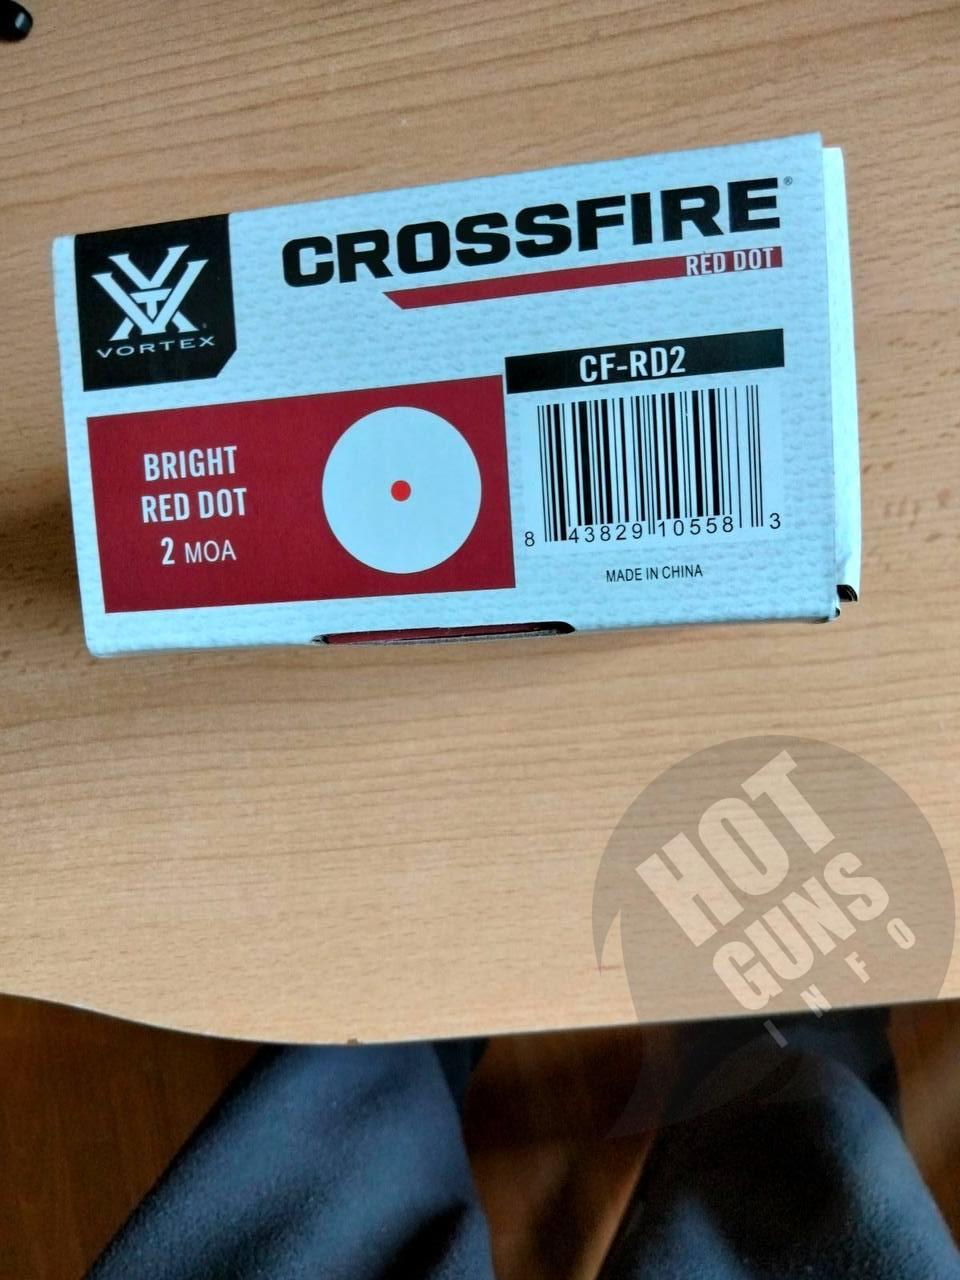 CROSSFIRE®
RED DOT
VORTEX
CF-RD2
BRIGHT
RED DOT
2 MOA
8 43829 10558 3
MADE IN CHINA
HOT
GUNS
INFO